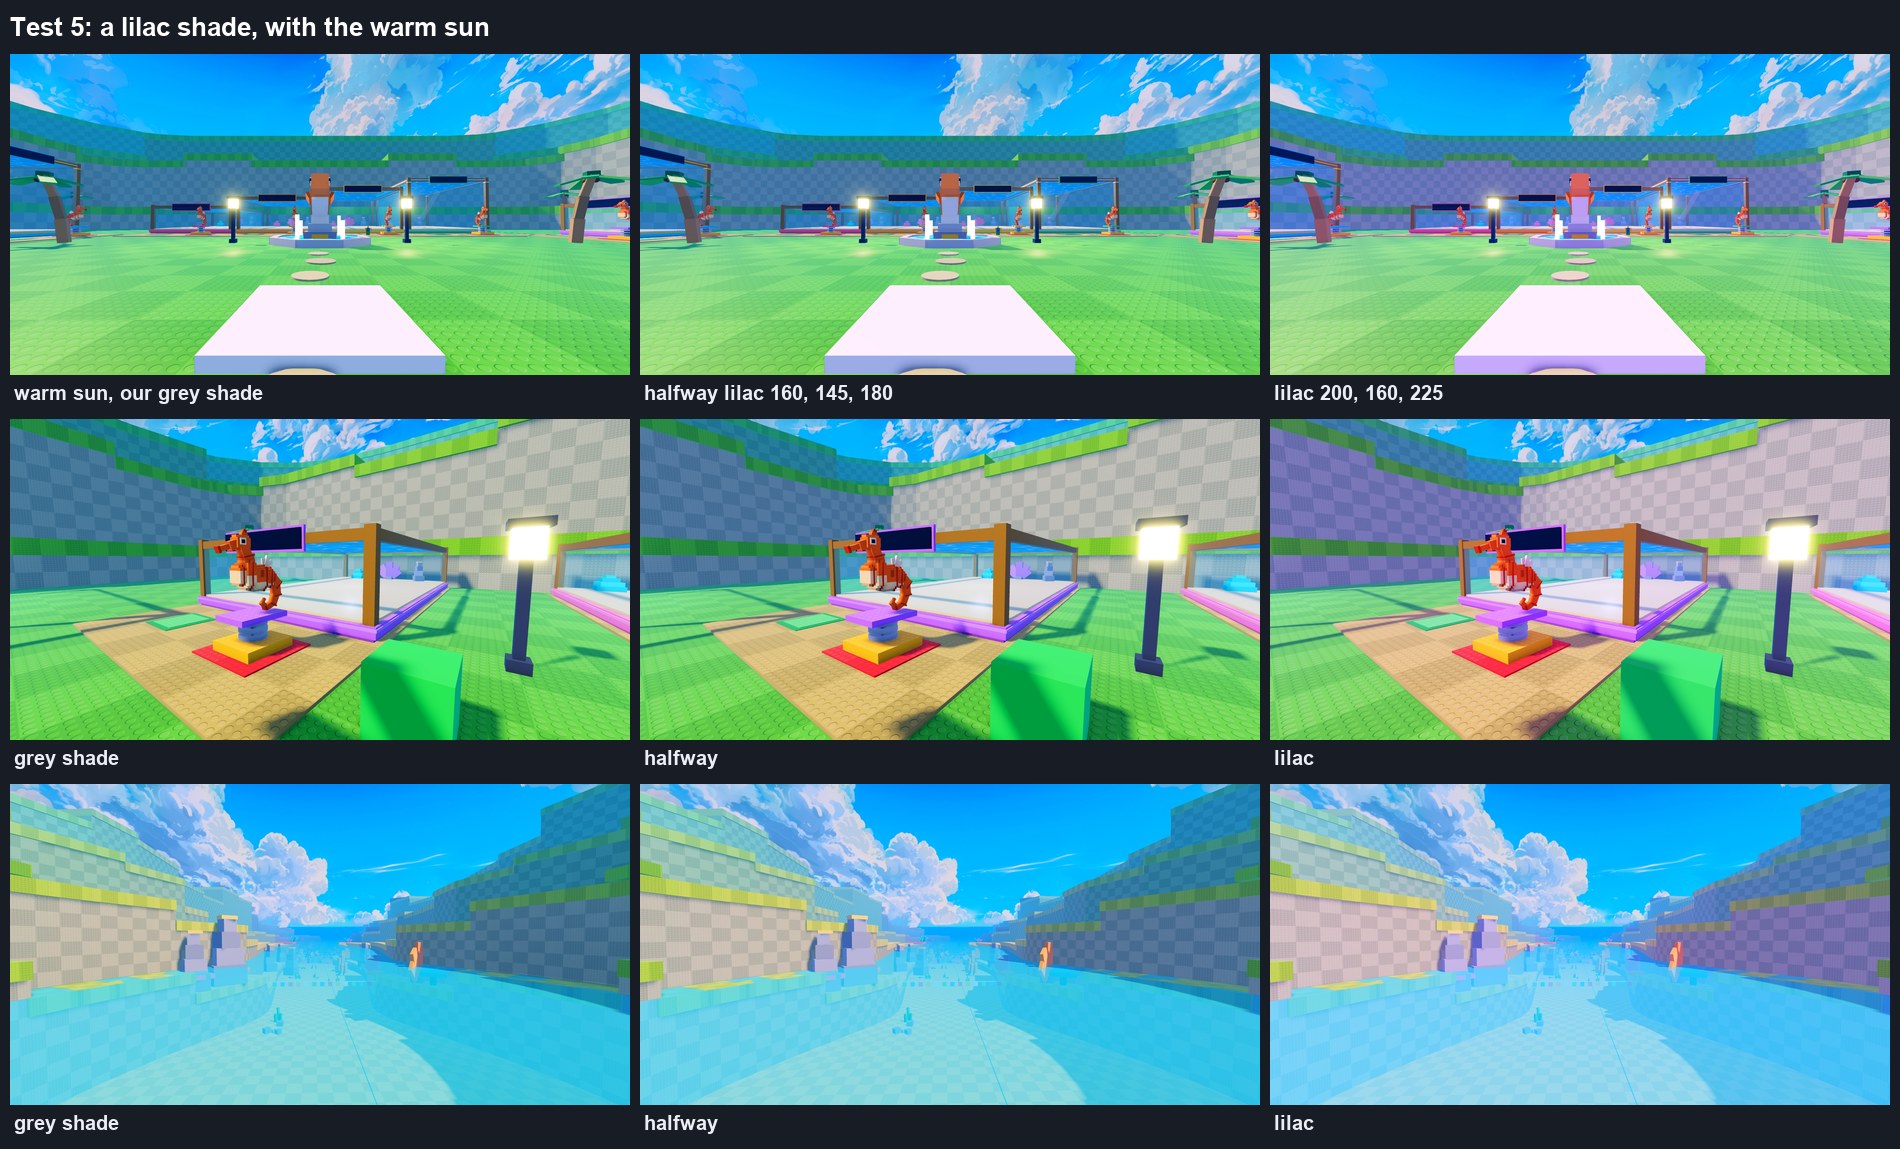 Test 5: a lilac shade, with the warm sun
warm sun, our grey shade
halfway lilac 160, 145, 180
lilac 200, 160, 225
grey shade
halfway
lilac
grey shade
halfway
lilac